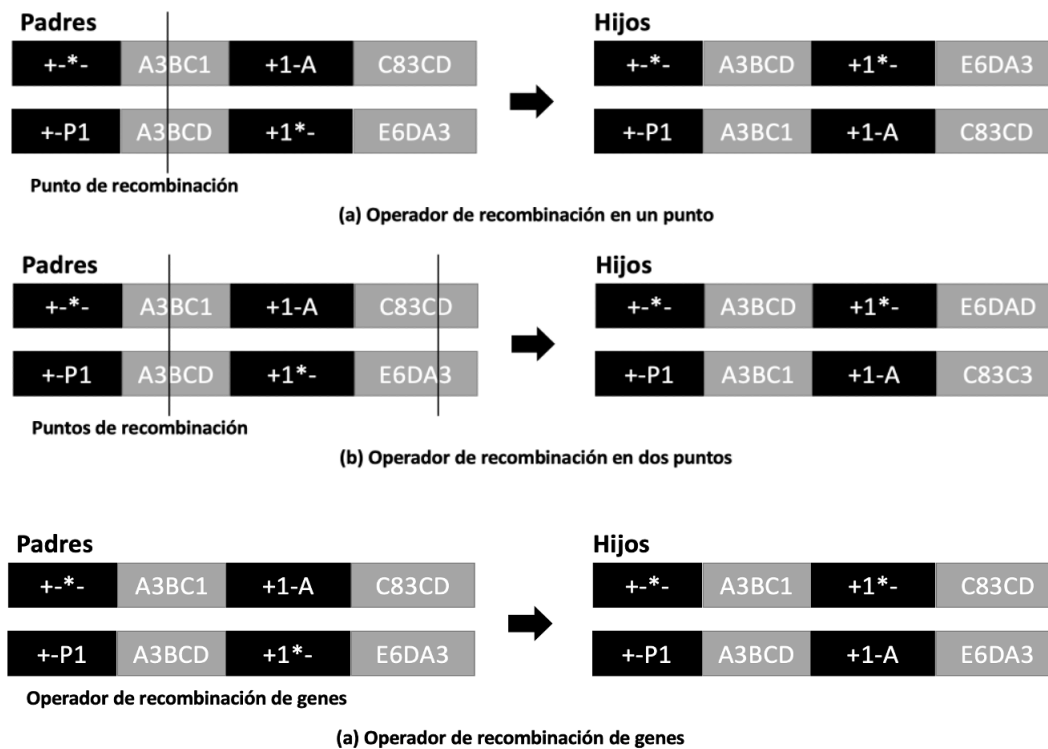 Padres Hijos
+-*- A3BC1 +1-A C83CD +-*- A3BCD +1*- E6DA3
+-P1 A3BCD +1*- E6DA3 +-P1 A3BC1 +1-A C83CD
Punto de recombinación
(a) Operador de recombinación en un punto
Padres Hijos
+-*- A3BC1 +1-A C83CD +-*- A3BCD +1*- E6DAD
+-P1 A3BCD +1*- E6DA3 +-P1 A3BC1 +1-A C83C3
Puntos de recombinación
(b) Operador de recombinación en dos puntos
Padres Hijos
+-*- A3BC1 +1-A C83CD +-*- A3BC1 +1*- C83CD
+-P1 A3BCD +1*- E6DA3 +-P1 A3BCD +1-A E6DA3
Operador de recombinación de genes
(a) Operador de recombinación de genes